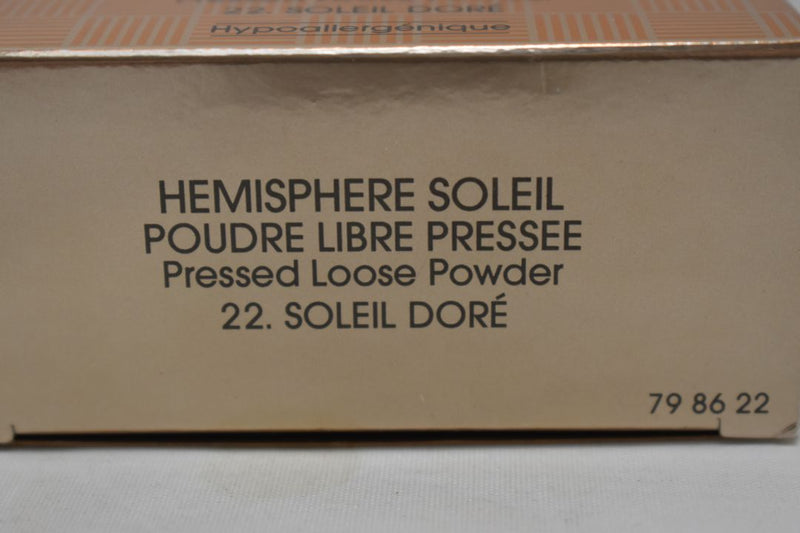 22. SOLEIL DORÉ
Hypoallergénique
HEMISPHERE SOLEIL
POUDRE LIBRE PRESSEE
Pressed Loose Powder
22. SOLEIL DORÉ
79 86 22